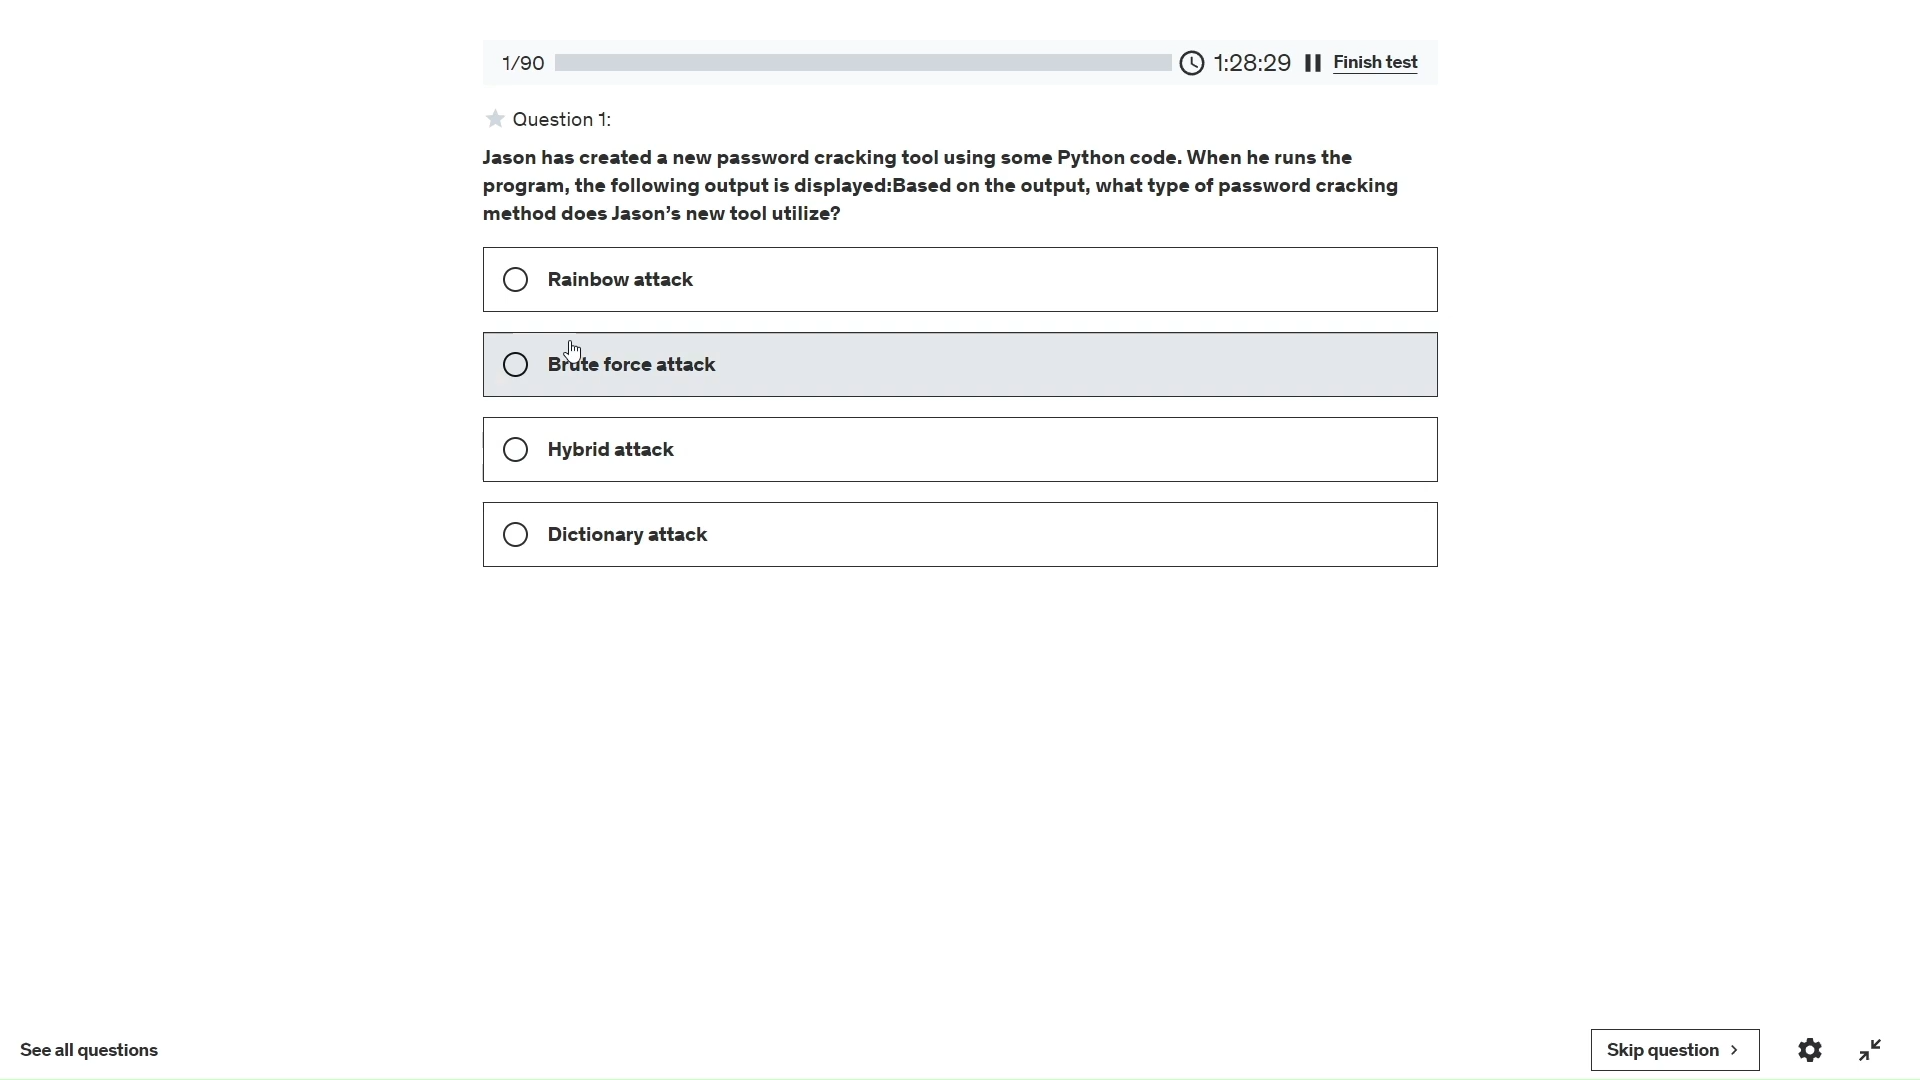 1/90 1:28:29 Finish test
Question 1:
Jason has created a new password cracking tool using some Python code. When he runs the
program, the following output is displayed:Based on the output, what type of password cracking
method does Jason’s new tool utilize?
Rainbow attack
Brute force attack
Hybrid attack
Dictionary attack
See all questions Skip question